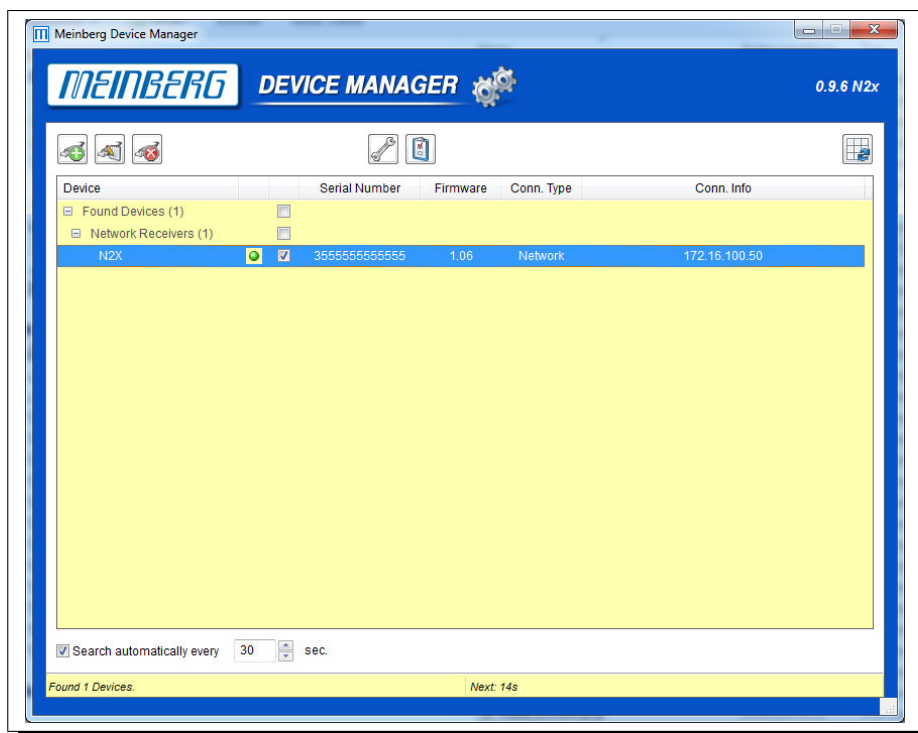 Meinberg Device Manager
MEINBERG DEVICE MANAGER 0.9.6 N2x
Device Serial Number Firmware Conn. Type Conn. Info
Found Devices (1)
Network Receivers (1)
N2X 3555555555555 1.06 Network 172.16.100.50
Search automatically every 30 sec.
Found 1 Devices. Next: 14s